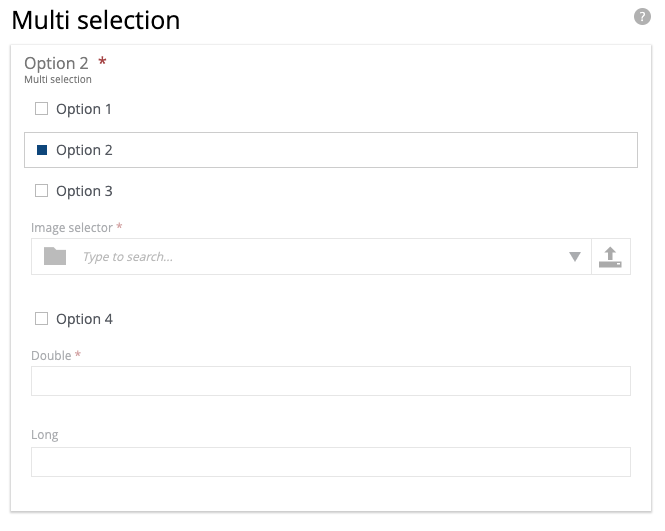 Multi selection
?
Option 2 *
Multi selection
Option 1
Option 2
Option 3
Image selector *
Type to search...
Option 4
Double *
Long